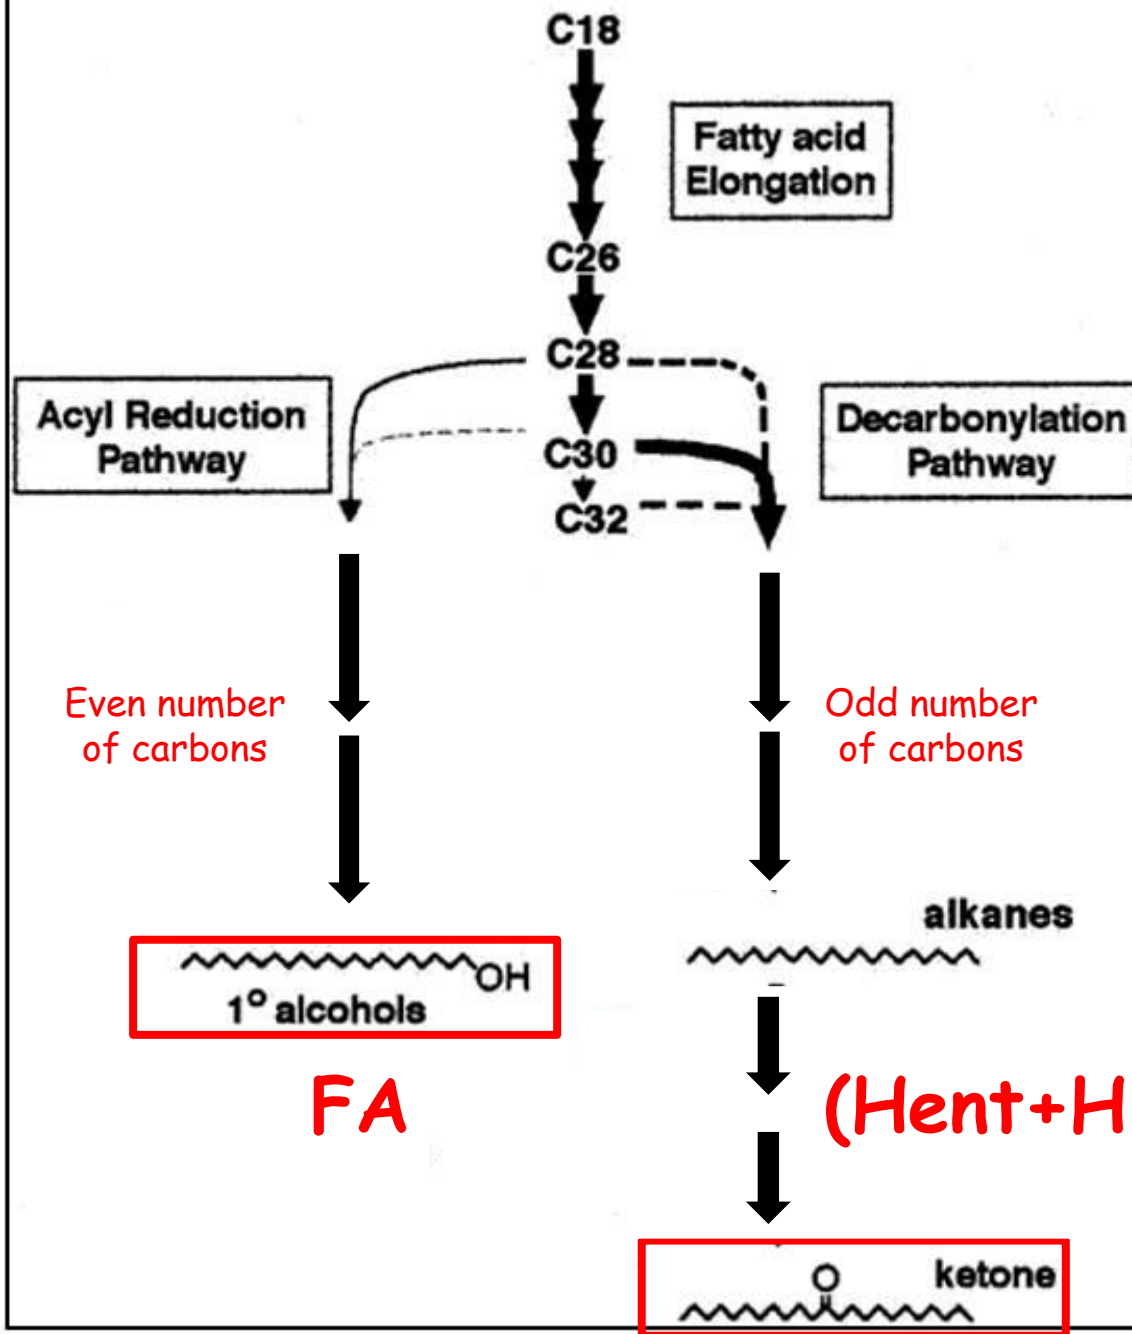 C18
Fatty acid
Elongation
C26
C28
Acyl Reduction
Pathway
Decarbonylation
Pathway
C30
C32
Even number
of carbons
Odd number
of carbons
alkanes
OH
1º alcohols
FA
(Hent+H
O
ketone